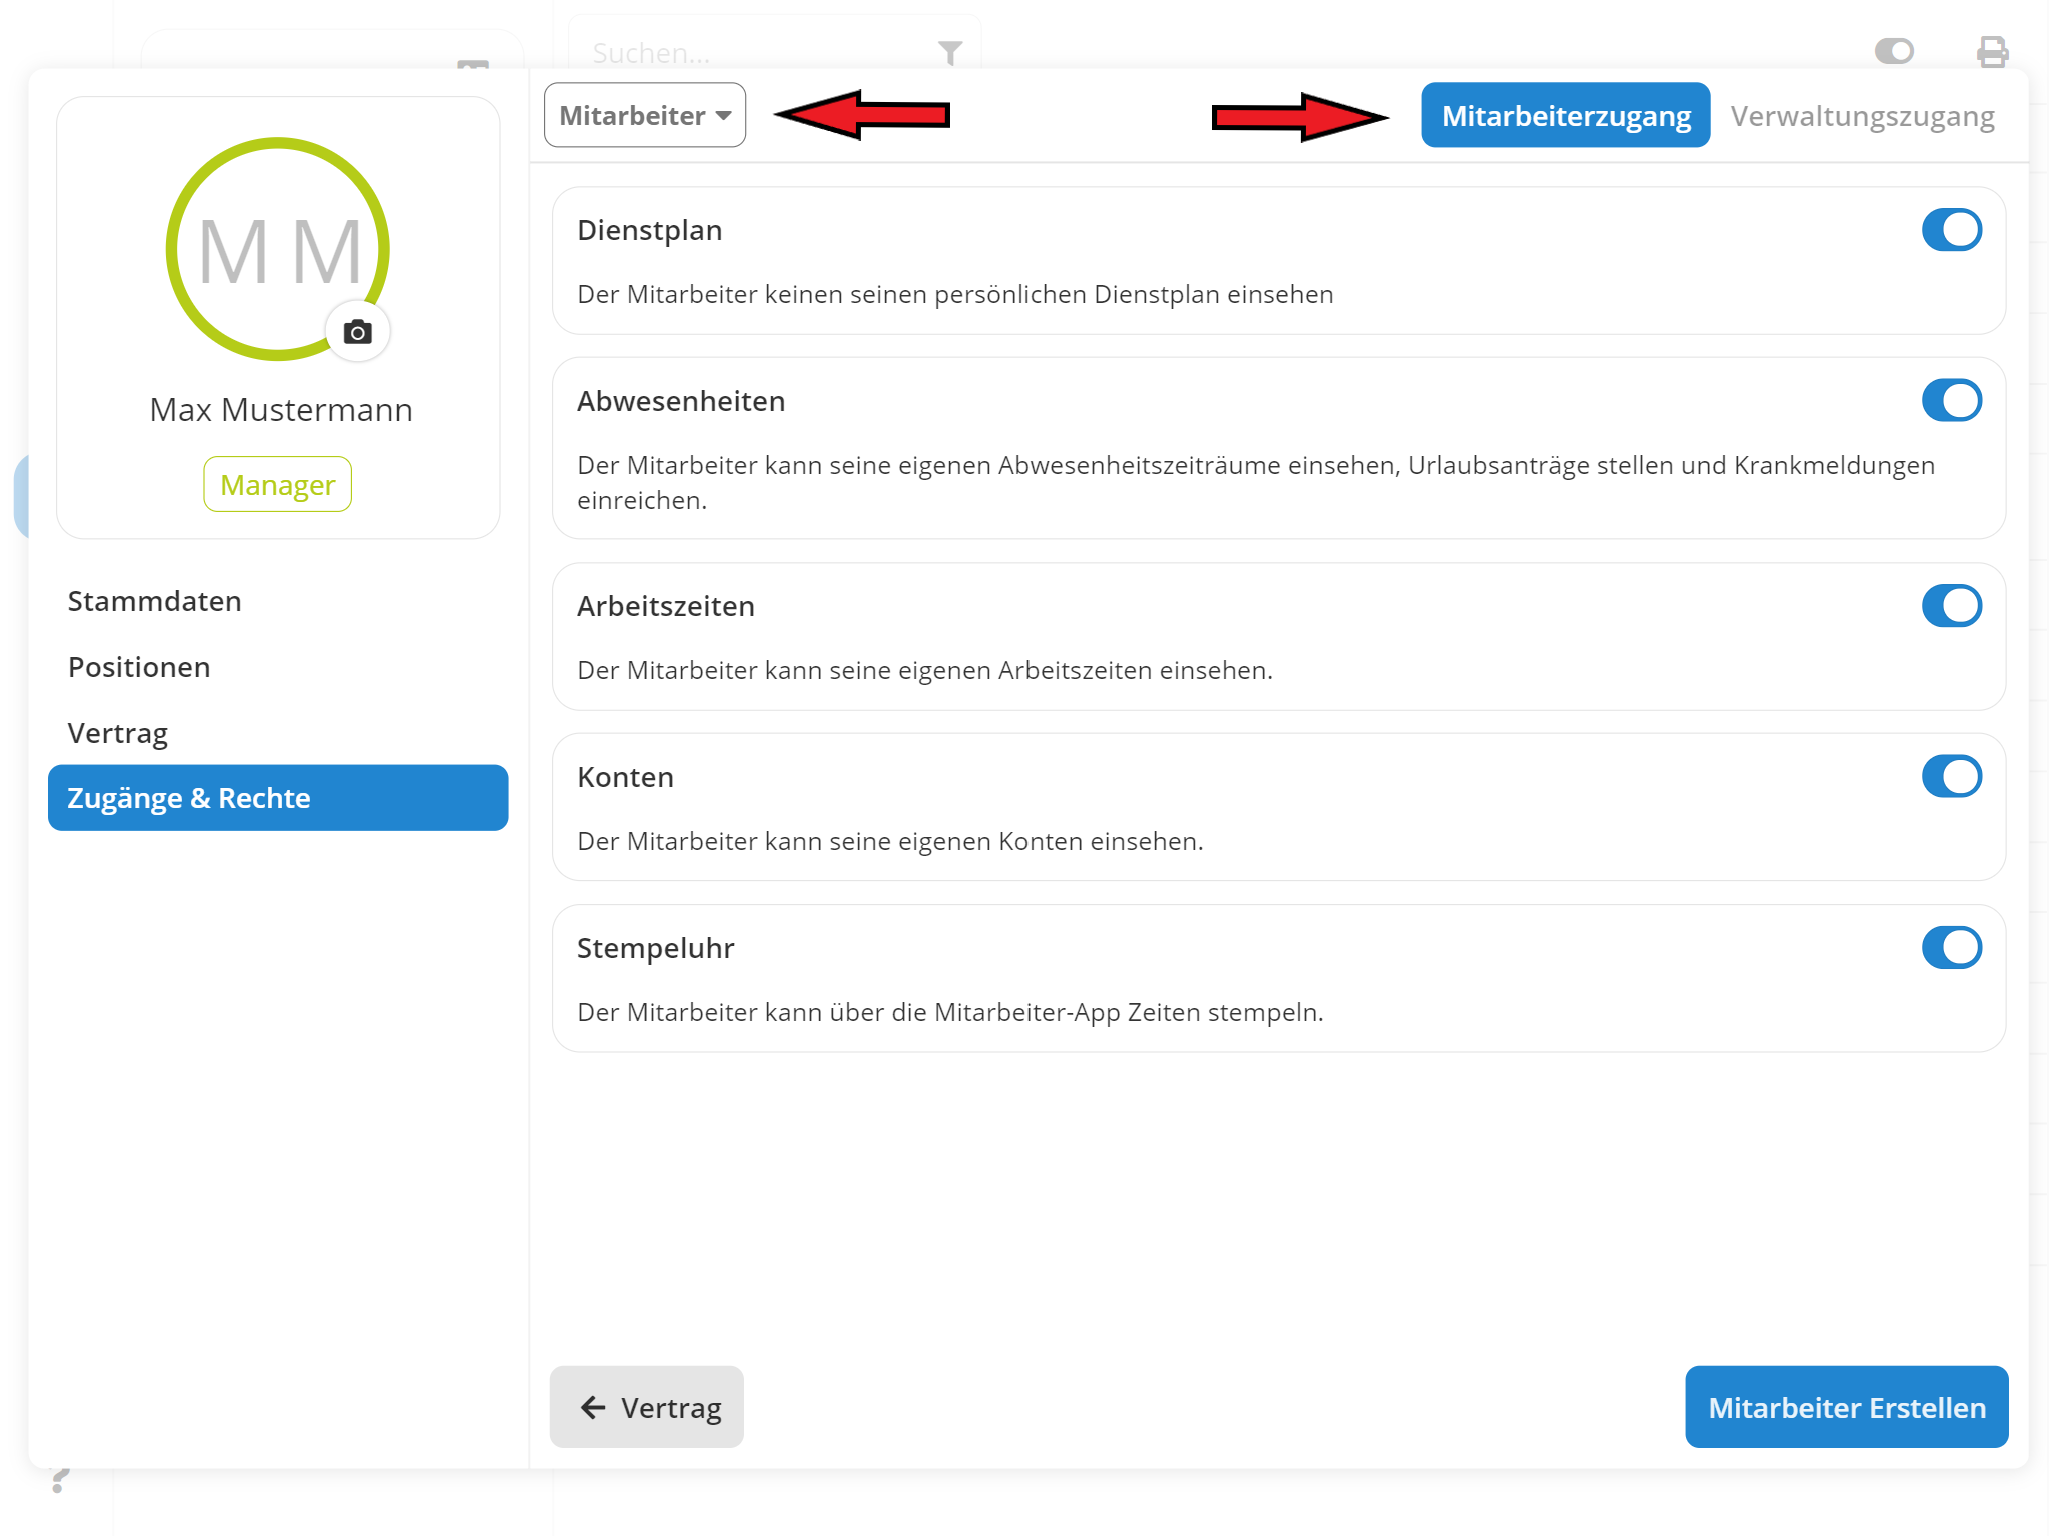 Suchen...
M M
Max Mustermann
Manager
Stammdaten
Positionen
Vertrag
Zugänge & Rechte
Mitarbeiter
Mitarbeiterzugang
Verwaltungszugang
Dienstplan
Der Mitarbeiter keinen seinen persönlichen Dienstplan einsehen
Abwesenheiten
Der Mitarbeiter kann seine eigenen Abwesenheitszeiträume einsehen, Urlaubsanträge stellen und Krankmeldungen
einreichen.
Arbeitszeiten
Der Mitarbeiter kann seine eigenen Arbeitszeiten einsehen.
Konten
Der Mitarbeiter kann seine eigenen Konten einsehen.
Stempeluhr
Der Mitarbeiter kann über die Mitarbeiter-App Zeiten stempeln.
Vertrag
Mitarbeiter Erstellen
?